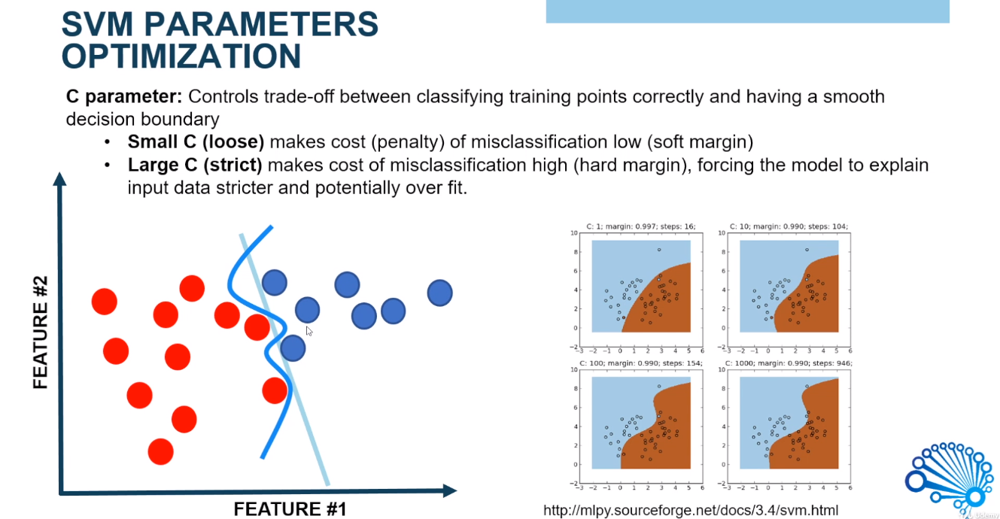 SVM PARAMETERS
OPTIMIZATION
C parameter: Controls trade-off between classifying training points correctly and having a smooth
decision boundary
• Small C (loose) makes cost (penalty) of misclassification low (soft margin)
• Large C (strict) makes cost of misclassification high (hard margin), forcing the model to explain
input data stricter and potentially over fit.
FEATURE #2
FEATURE #1
C: 1; margin: 0.997; steps: 16;
10
8
6
4
2
0
−2
−3 −2 −1 0 1 2 3 4 5 6
C: 10; margin: 0.990; steps: 104;
10
8
6
4
2
0
−2
−3 −2 −1 0 1 2 3 4 5 6
C: 100; margin: 0.990; steps: 154;
10
8
6
4
2
0
−2
−3 −2 −1 0 1 2 3 4 5 6
C: 1000; margin: 0.990; steps: 946;
10
8
6
4
2
0
−2
−3 −2 −1 0 1 2 3 4 5 6
http://mlpy.sourceforge.net/docs/3.4/svm.html
Udemy